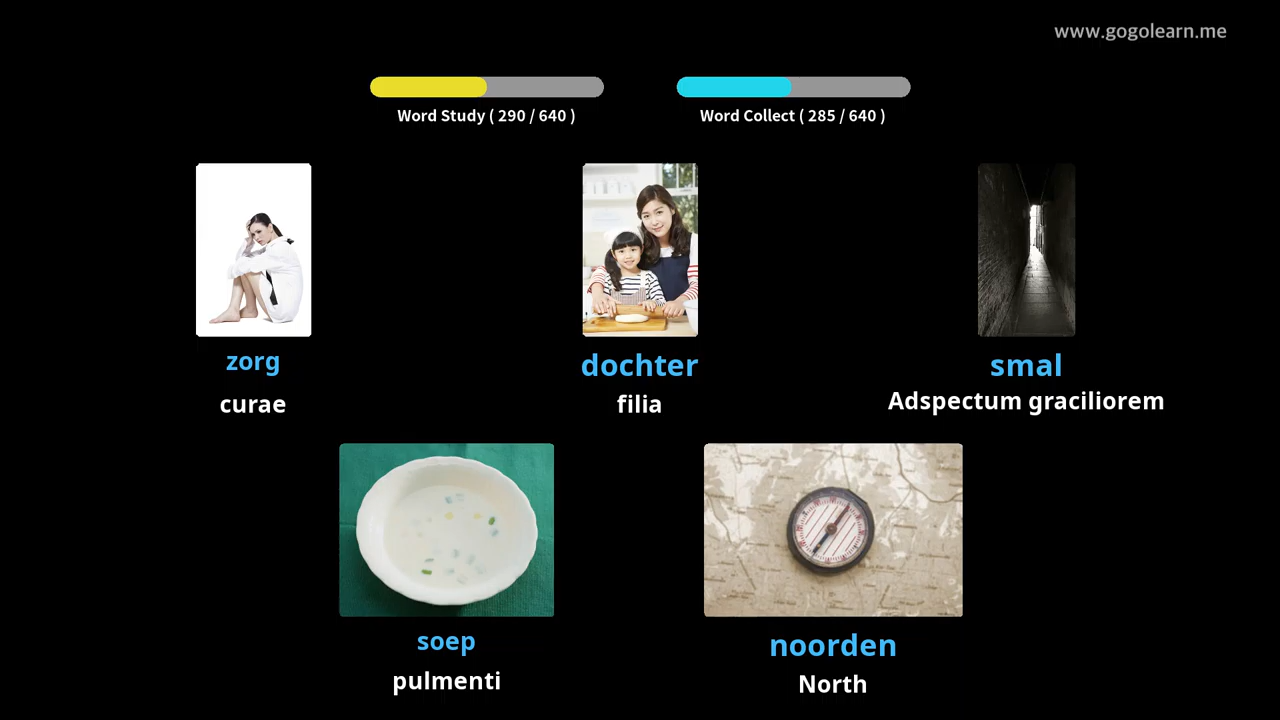 www.gogolearn.me
Word Study ( 290 / 640 )
Word Collect ( 285 / 640 )
zorg
curae
dochter
filia
smal
Adspectum graciliorem
soep
pulmenti
noorden
North